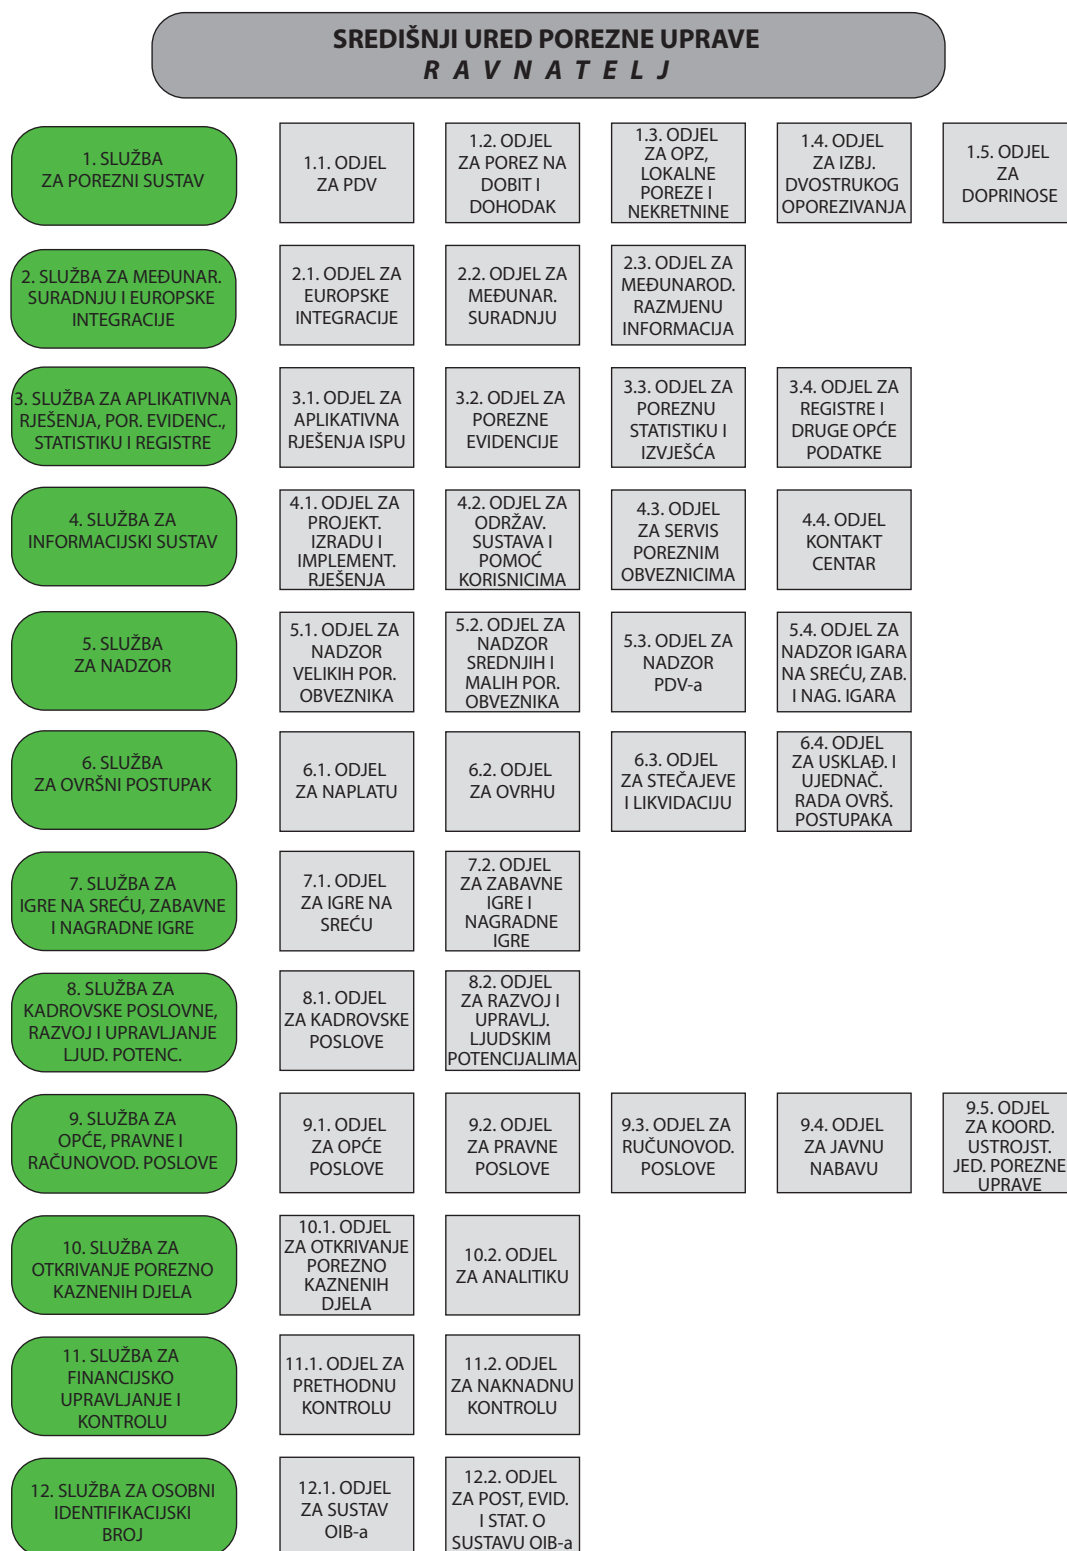 SREDIŠNJI URED POREZNE UPRAVE
R A V N A T E L J
1. SLUŽBA
ZA POREZNI SUSTAV
1.1. ODJEL
ZA PDV
1.2. ODJEL
ZA POREZ NA
DOBIT I
DOHODAK
1.3. ODJEL
ZA OPZ,
LOKALNE
POREZE I
NEKRETNINE
1.4. ODJEL
ZA IZBJ.
DVOSTRUKOG
OPOREZIVANJA
1.5. ODJEL
ZA
DOPRINOSE
2. SLUŽBA ZA MEĐUNAR.
SURADNJU I EUROPSKE
INTEGRACIJE
2.1. ODJEL ZA
EUROPSKE
INTEGRACIJE
2.2. ODJEL ZA
MEĐUNAR.
SURADNJU
2.3. ODJEL ZA
MEĐUNAROD.
RAZMJENU
INFORMACIJA
3. SLUŽBA ZA APLIKATIVNA
RJEŠENJA, POR. EVIDENC.,
STATISTIKU I REGISTRE
3.1. ODJEL ZA
APLIKATIVNA
RJEŠENJA ISPU
3.2. ODJEL ZA
POREZNE
EVIDENCIJE
3.3. ODJEL ZA
POREZNU
STATISTIKU I
IZVJEŠĆA
3.4. ODJEL ZA
REGISTRE I
DRUGE OPĆE
PODATKE
4. SLUŽBA ZA
INFORMACIJSKI SUSTAV
4.1. ODJEL ZA
PROJEKT.
IZRADU I
IMPLEMENT.
RJEŠENJA
4.2. ODJEL ZA
ODRŽAV.
SUSTAVA I
POMOĆ
KORISNICIMA
4.3. ODJEL
ZA SERVIS
POREZNIM
OBVEZNICIMA
4.4. ODJEL
KONTAKT
CENTAR
5. SLUŽBA
ZA NADZOR
5.1. ODJEL ZA
NADZOR
VELIKIH POR.
OBVEZNIKA
5.2. ODJEL ZA
NADZOR
SREDNJIH I
MALIH POR.
OBVEZNIKA
5.3. ODJEL ZA
NADZOR
PDV-a
5.4. ODJEL ZA
NADZOR IGARA
NA SREĆU, ZAB.
I NAG. IGARA
6. SLUŽBA
ZA OVRŠNI POSTUPAK
6.1. ODJEL
ZA NAPLATU
6.2. ODJEL
ZA OVRHU
6.3. ODJEL
ZA STEČAJEVE
I LIKVIDACIJU
6.4. ODJEL
ZA USKLAĐ. I
UJEDNAČ.
RADA OVRŠ.
POSTUPAKA
7. SLUŽBA ZA
IGRE NA SREĆU, ZABAVNE
I NAGRADNE IGRE
7.1. ODJEL
ZA IGRE NA
SREĆU
7.2. ODJEL
ZA ZABAVNE
IGRE I
NAGRADNE
IGRE
8. SLUŽBA ZA
KADROVSKE POSLOVNE,
RAZVOJ I UPRAVLJANJE
LJUD. POTENC.
8.1. ODJEL
ZA KADROVSKE
POSLOVE
8.2. ODJEL
ZA RAZVOJ I
UPRAVLJ.
LJUDSKIM
POTENCIJALIMA
9. SLUŽBA ZA
OPĆE, PRAVNE I
RAČUNOVOD. POSLOVE
9.1. ODJEL
ZA OPĆE
POSLOVE
9.2. ODJEL
ZA PRAVNE
POSLOVE
9.3. ODJEL ZA
RUČUNOVOD.
POSLOVE
9.4. ODJEL
ZA JAVNU
NABAVU
9.5. ODJEL
ZA KOORD.
USTROJST.
JED. POREZNE
UPRAVE
10. SLUŽBA ZA
OTKRIVANJE POREZNO
KAZNENIH DJELA
10.1. ODJEL
ZA OTKRIVANJE
POREZNO
KAZNENIH
DJELA
10.2. ODJEL
ZA ANALITIKU
11. SLUŽBA ZA
FINANCIJSKO
UPRAVLJANJE I
KONTROLU
11.1. ODJEL ZA
PRETHODNU
KONTROLU
11.2. ODJEL
ZA NAKNADNU
KONTROLU
12. SLUŽBA ZA OSOBNI
IDENTIFIKACIJSKI
BROJ
12.1. ODJEL
ZA SUSTAV
OIB-a
12.2. ODJEL
ZA POST, EVID.
I STAT. O
SUSTAVU OIB-a